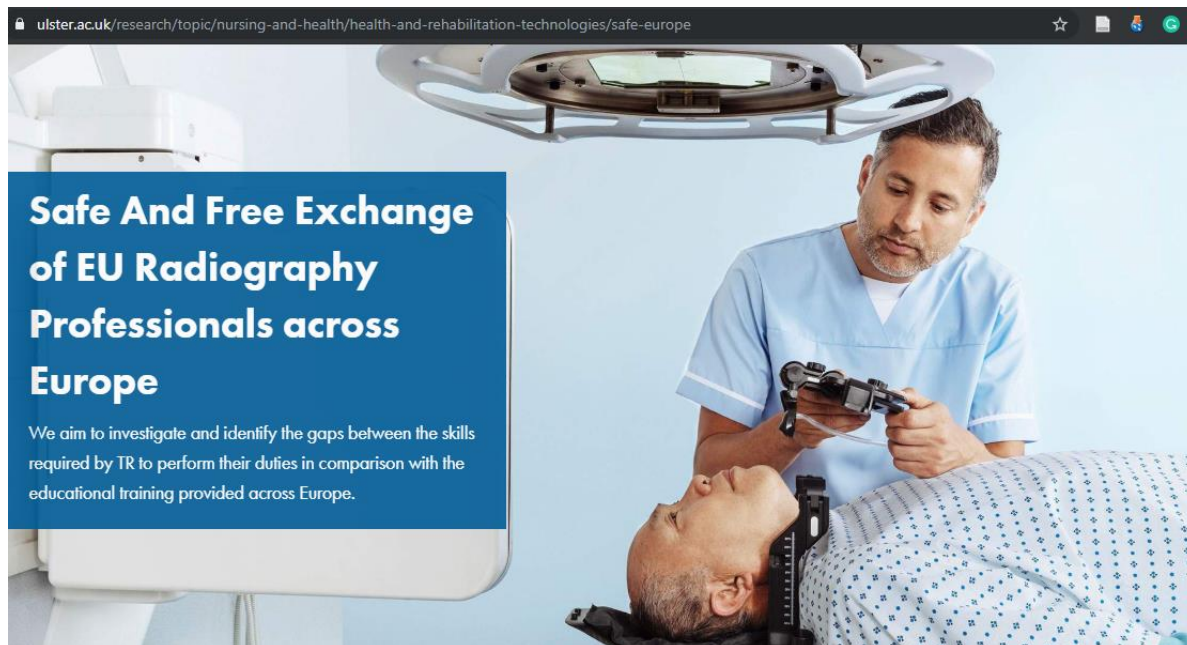 ulster.ac.uk/research/topic/nursing-and-health/health-and-rehabilitation-technologies/safe-europe
Safe And Free Exchange
of EU Radiography
Professionals across
Europe
We aim to investigate and identify the gaps between the skills
required by TR to perform their duties in comparison with the
educational training provided across Europe.